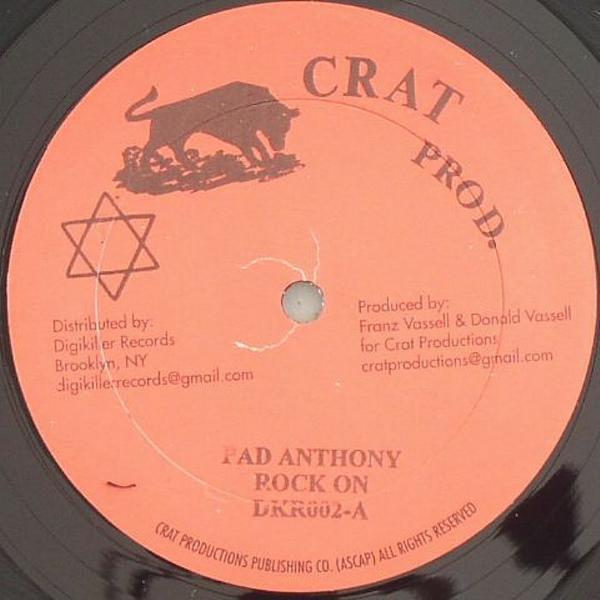 CRAT
PROD.
Distributed by:
Digikiller Records
Brooklyn, NY
digikillerrecords@gmail.com
Produced by:
Franz Vassell & Donald Vassell
for Crat Productions
cratproductions@gmail.com
PAD ANTHONY
ROCK ON
DKR002-A
CRAT PRODUCTIONS PUBLISHING CO. (ASCAP) ALL RIGHTS RESERVED